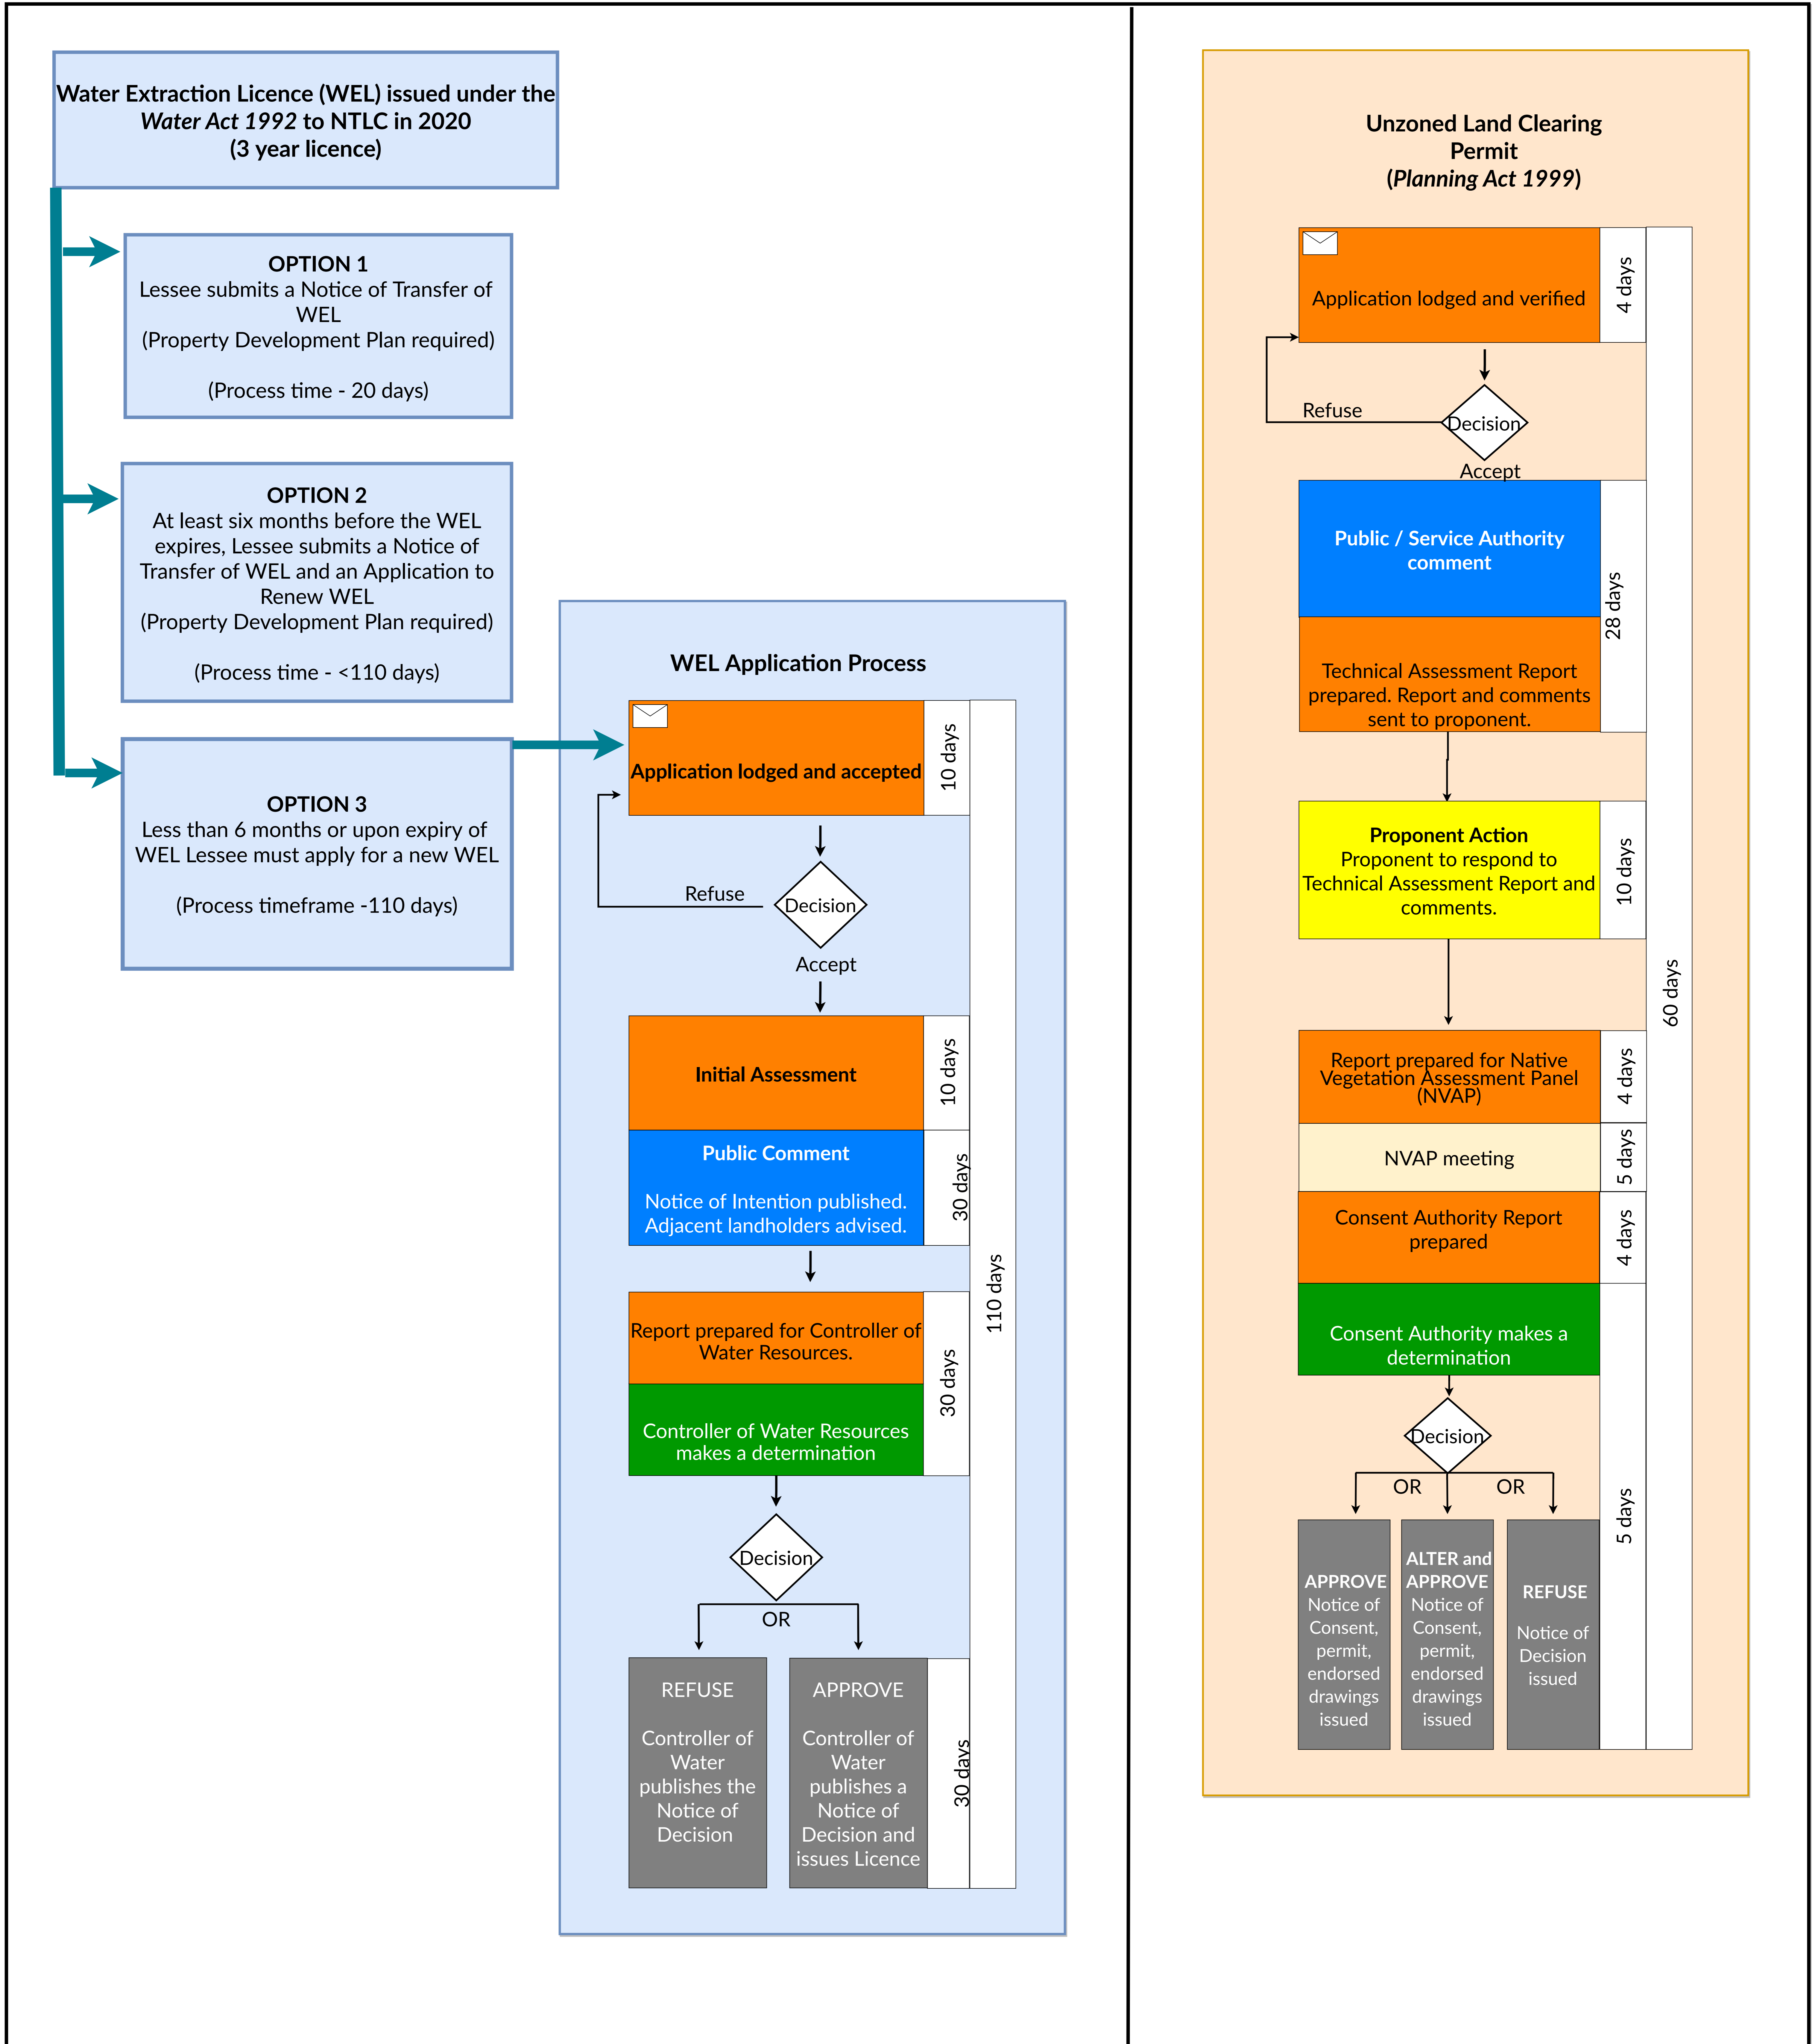 Water Extraction Licence (WEL) issued under the
Water Act 1992 to NTLC in 2020
(3 year licence)
OPTION 1
Lessee submits a Notice of Transfer of
WEL
(Property Development Plan required)
(Process time - 20 days)
OPTION 2
At least six months before the WEL
expires, Lessee submits a Notice of
Transfer of WEL and an Application to
Renew WEL
(Property Development Plan required)
(Process time - <110 days)
OPTION 3
Less than 6 months or upon expiry of
WEL Lessee must apply for a new WEL
(Process timeframe -110 days)
WEL Application Process
Application lodged and accepted
10 days
Decision
Refuse
Accept
Initial Assessment
10 days
Public Comment
Notice of Intention published.
Adjacent landholders advised.
30 days
Report prepared for Controller of
Water Resources.
Controller of Water Resources
makes a determination
30 days
Decision
OR
REFUSE
Controller of
Water
publishes the
Notice of
Decision
APPROVE
Controller of
Water
publishes a
Notice of
Decision and
issues Licence
30 days
110 days
Unzoned Land Clearing
Permit
(Planning Act 1999)
Application lodged and verified
4 days
Decision
Refuse
Accept
Public / Service Authority
comment
Technical Assessment Report
prepared. Report and comments
sent to proponent.
28 days
Proponent Action
Proponent to respond to
Technical Assessment Report and
comments.
10 days
Report prepared for Native
Vegetation Assessment Panel
(NVAP)
4 days
NVAP meeting
5 days
Consent Authority Report
prepared
4 days
Consent Authority makes a
determination
Decision
OR
OR
APPROVE
Notice of
Consent,
permit,
endorsed
drawings
issued
ALTER and
APPROVE
Notice of
Consent,
permit,
endorsed
drawings
issued
REFUSE
Notice of
Decision
issued
5 days
60 days